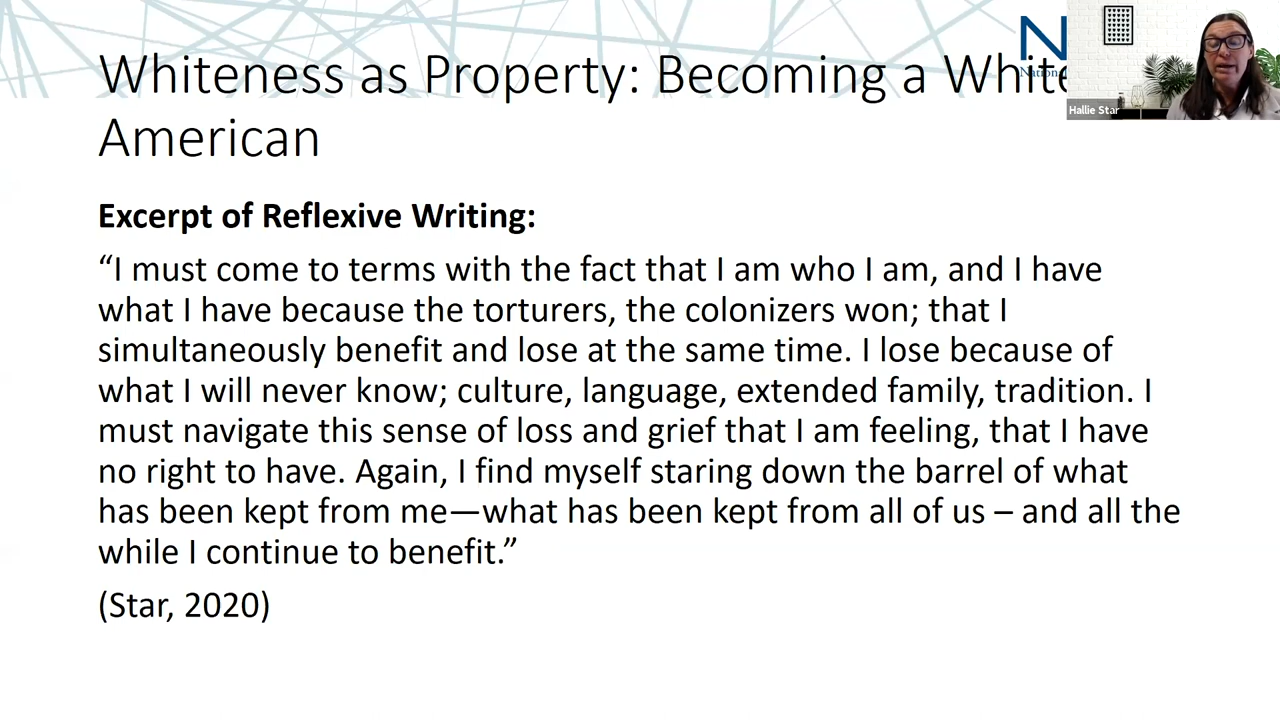 Whiteness as Property: Becoming a White
American
N
Nation
Hallie Star
Excerpt of Reflexive Writing:
“I must come to terms with the fact that I am who I am, and I have
what I have because the torturers, the colonizers won; that I
simultaneously benefit and lose at the same time. I lose because of
what I will never know; culture, language, extended family, tradition. I
must navigate this sense of loss and grief that I am feeling, that I have
no right to have. Again, I find myself staring down the barrel of what
has been kept from me—what has been kept from all of us – and all the
while I continue to benefit.”
(Star, 2020)